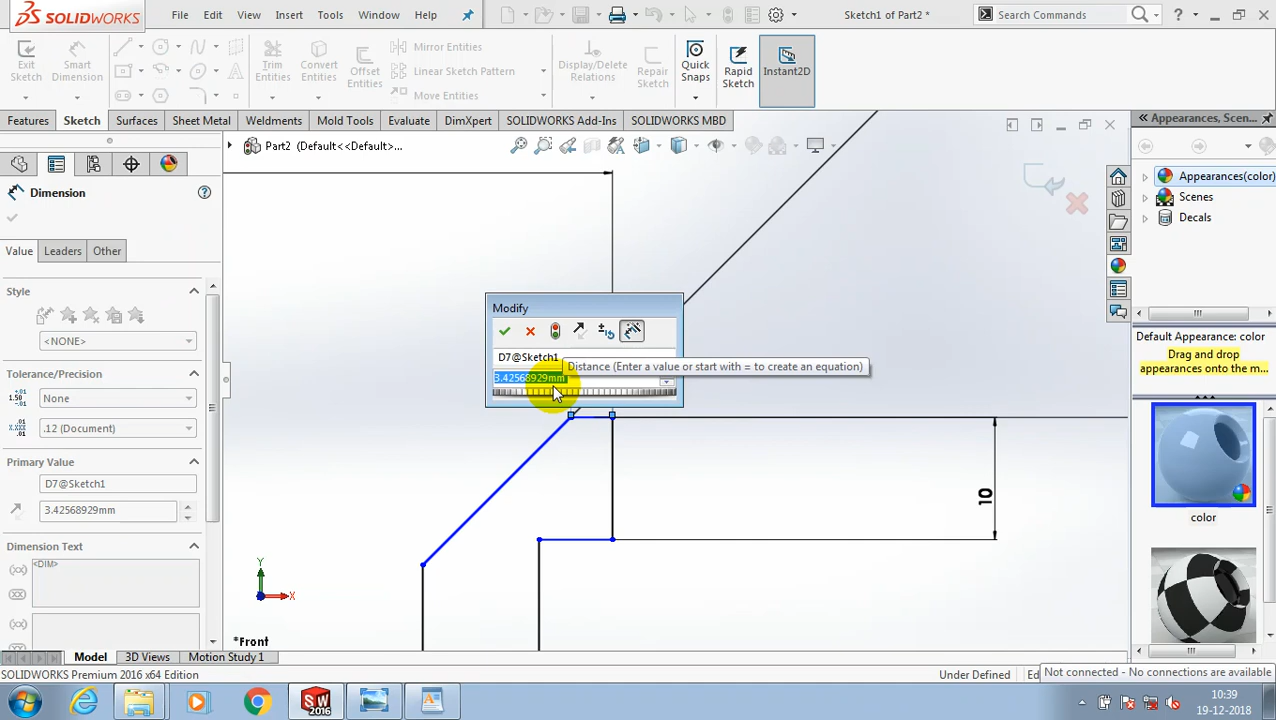 SOLIDWORKS File Edit View Insert Tools Window Help Sketch1 of Part2 * Search Commands
Exit Sketch Smart Dimension Trim Entities Convert Entities Offset Entities Mirror Entities Linear Sketch Pattern Move Entities Display/Delete Relations Repair Sketch Quick Snaps Rapid Sketch Instant2D
Features Sketch Surfaces Sheet Metal Weldments Mold Tools Evaluate DimXpert SOLIDWORKS Add-Ins SOLIDWORKS MBD
Appearances, Scen
Part2 (Default<<Default>...
Appearances(color)
Scenes
Decals
Dimension
Value Leaders Other
Style
<NONE>
Tolerance/Precision
None
.12 (Document)
Primary Value
D7@Sketch1
3.42568929mm
Dimension Text
<DIM>
Modify
D7@Sketch1
Distance (Enter a value or start with = to create an equation)
3.42568929mm
10
Y
X
*Front
Default Appearance: color
Drag and drop appearances onto the m
color
Model 3D Views Motion Study 1
SOLIDWORKS Premium 2016 x64 Edition Under Defined Ed
Not connected - No connections are available
SW 2016
10:39
19-12-2018